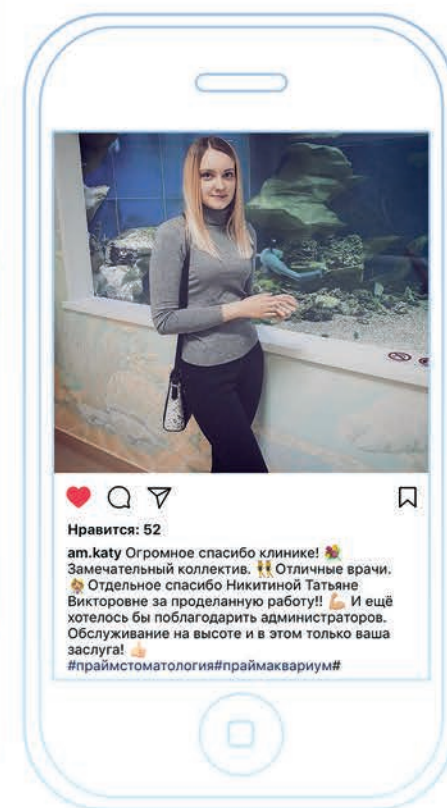 Нравится: 52
am.katy Огромное спасибо клинике! 💐
Замечательный коллектив. 👯 Отличные врачи.
👩‍⚕️ Отдельное спасибо Никитиной Татьяне
Викторовне за проделанную работу!! 💪🏼 И ещё
хотелось бы поблагодарить администраторов.
Обслуживание на высоте и в этом только ваша
заслуга! 👍🏻
#праймстоматология#праймаквариум#